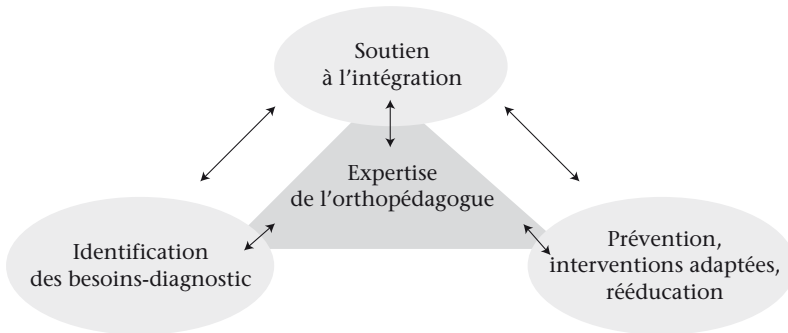 Soutien
à l’intégration
Expertise
de l’orthopédagogue
Identification
des besoins-diagnostic
Prévention,
interventions adaptées,
rééducation